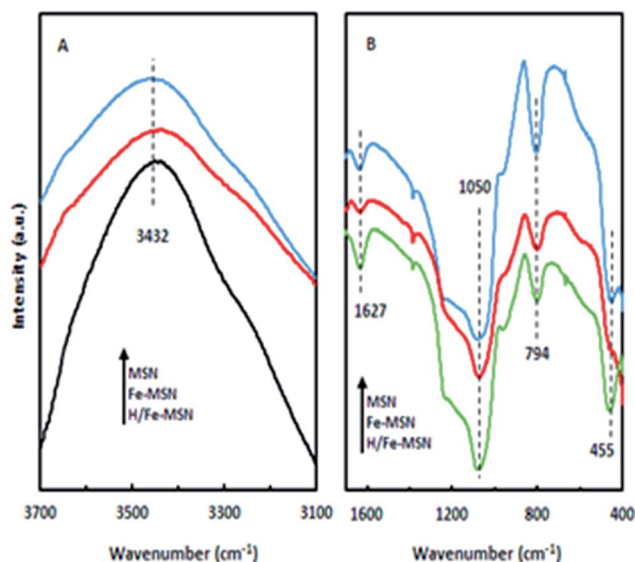 A
B
Intensity (a.u.)
3432
1050
1627
794
455
MSN
Fe-MSN
H/Fe-MSN
MSN
Fe-MSN
H/Fe-MSN
3700 3500 3300 3100
1600 1200 800 400
Wavenumber (cm⁻¹)
Wavenumber (cm⁻¹)